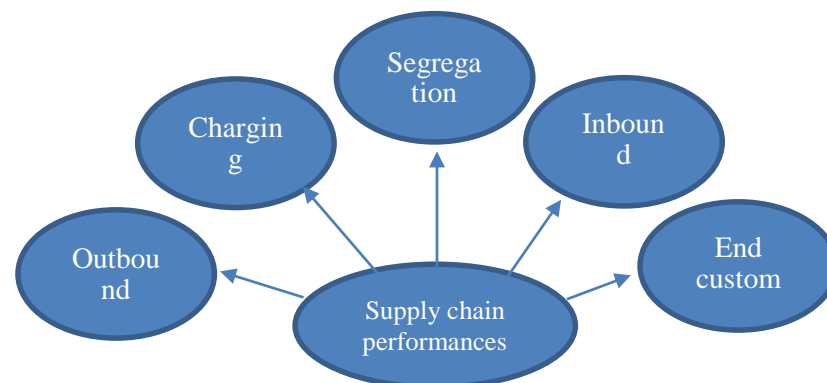 Segrega
tion
Chargin
g
Inboun
d
Outbou
nd
End
custom
Supply chain
performances